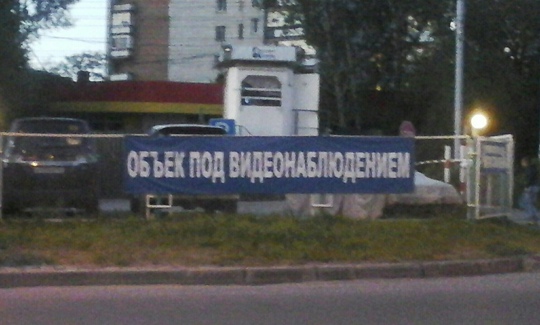 ОБЪЕК ПОД ВИДЕОНАБЛЮДЕНИЕМ